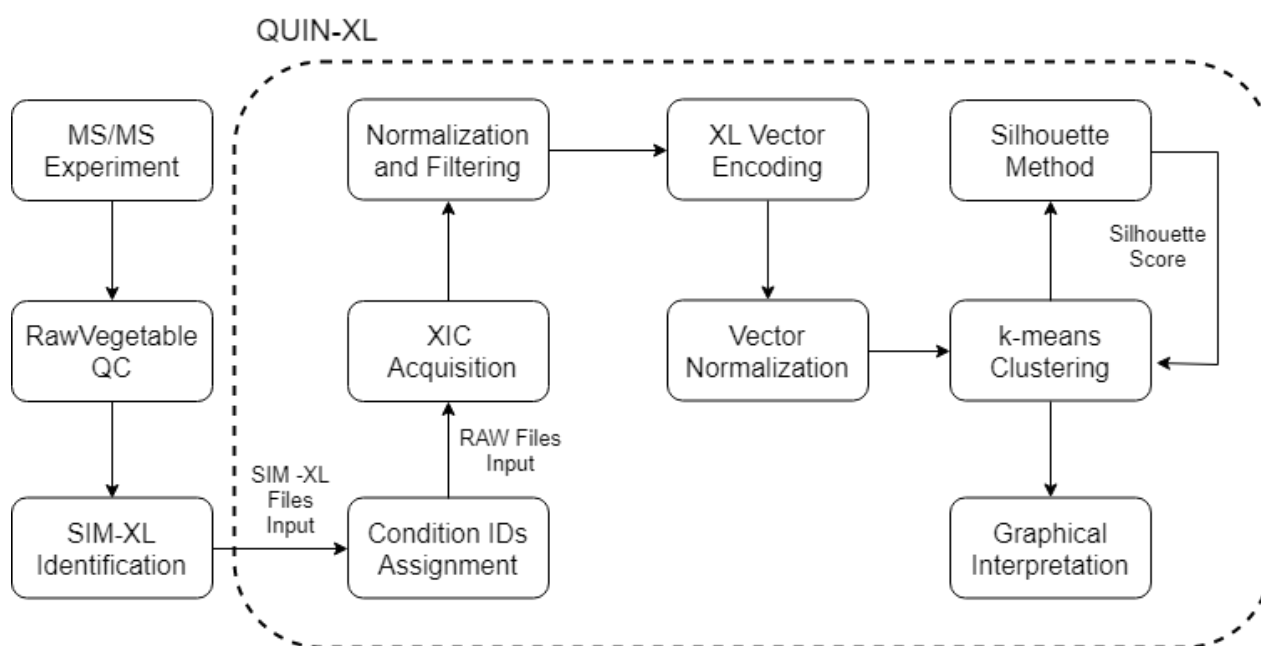 QUIN-XL
MS/MS
Experiment
RawVegetable
QC
SIM-XL
Identification
SIM -XL
Files
Input
Condition IDs
Assignment
RAW Files
Input
XIC
Acquisition
Normalization
and Filtering
XL Vector
Encoding
Vector
Normalization
k-means
Clustering
Silhouette
Method
Silhouette
Score
Graphical
Interpretation